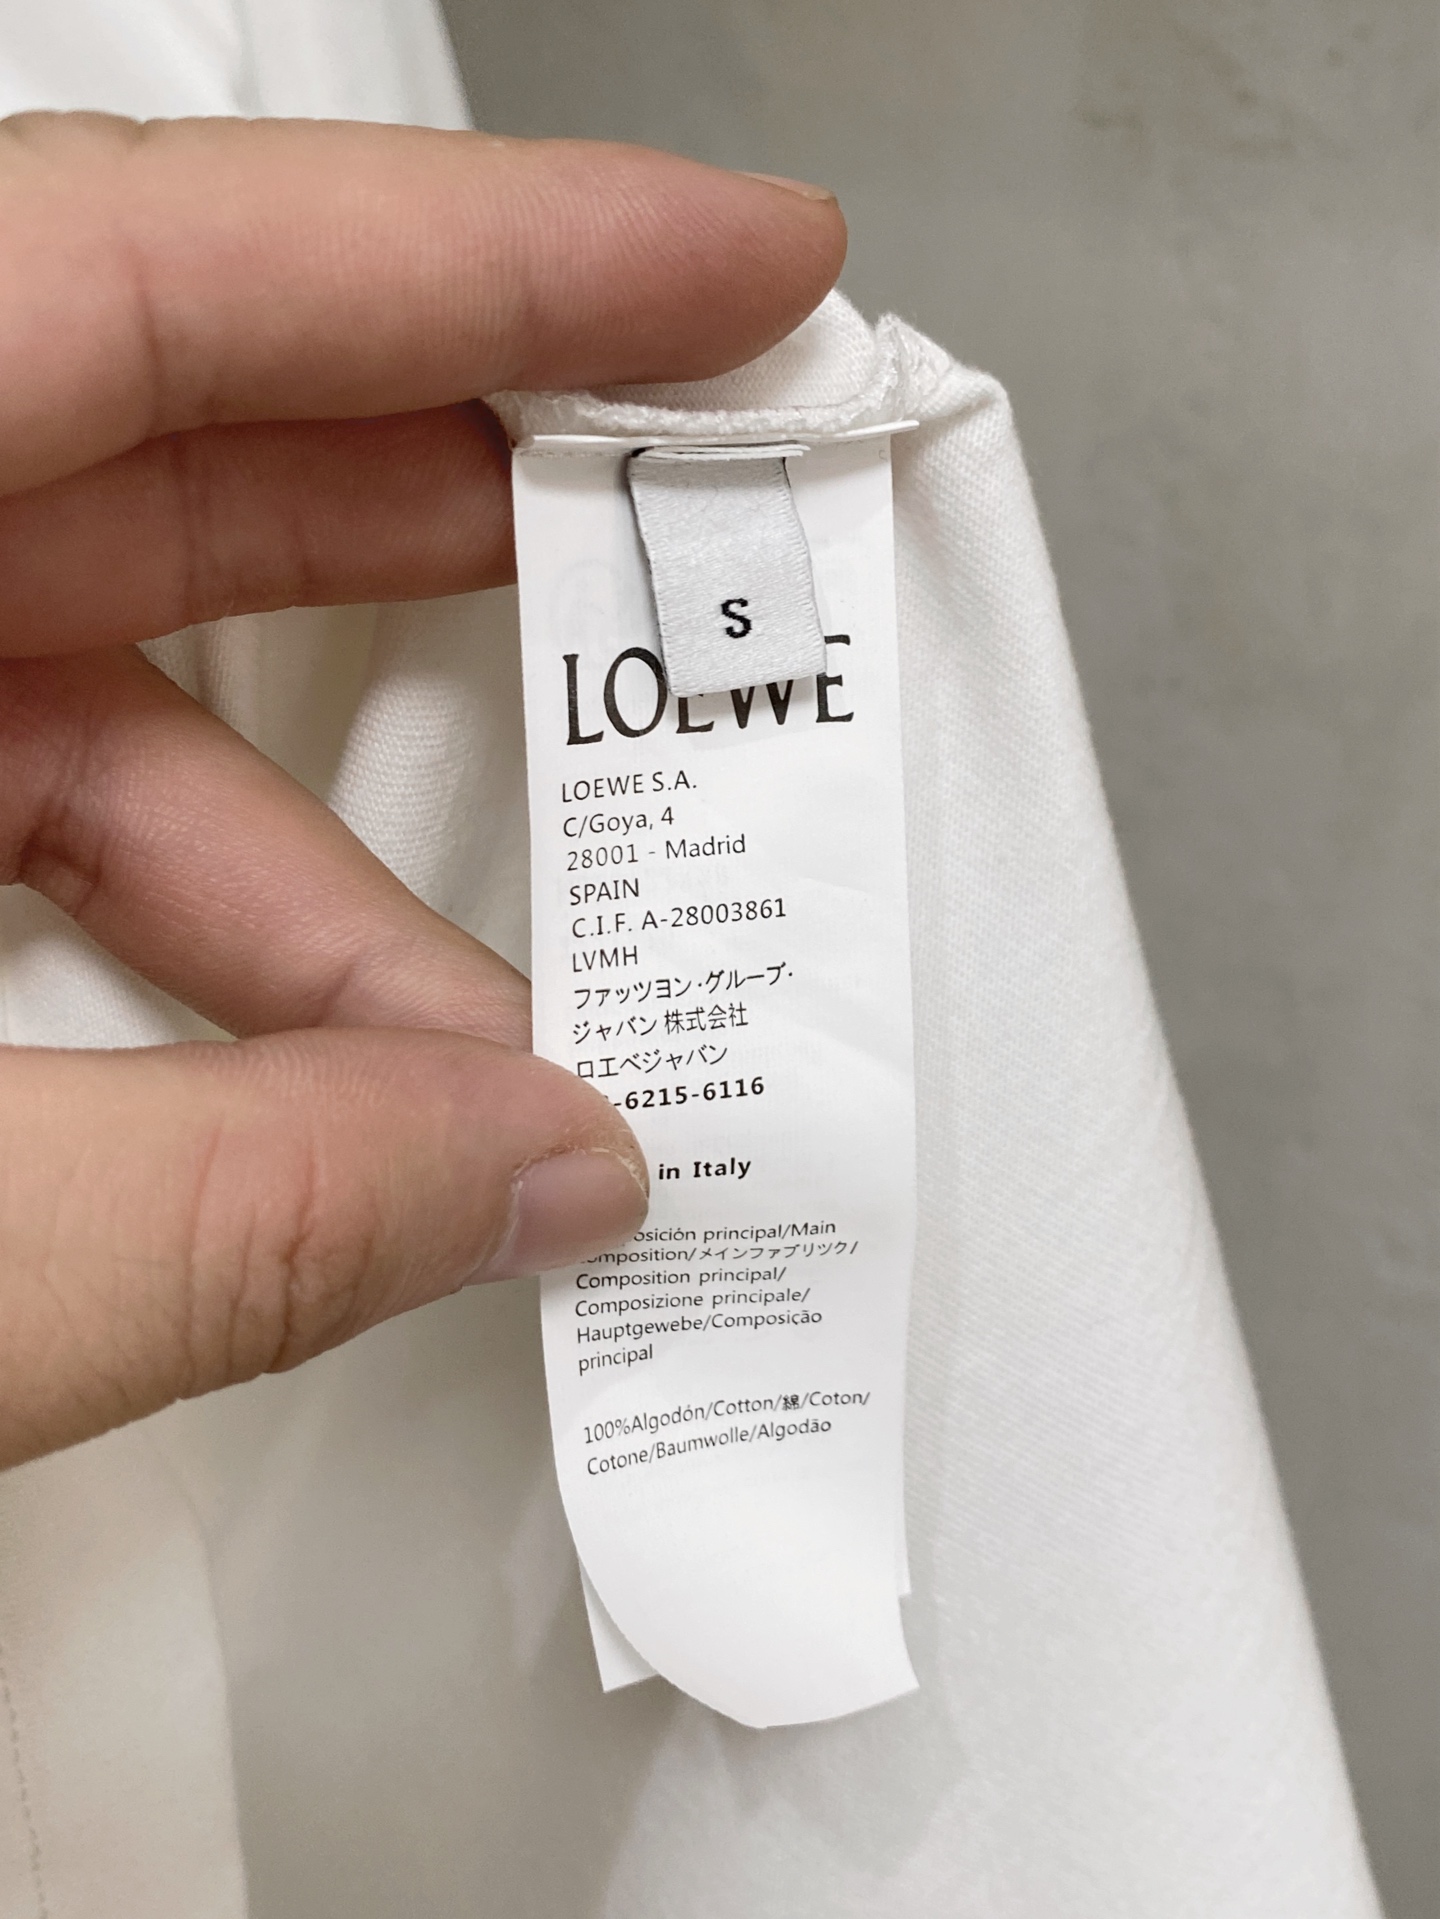 S
LOEWE
LOEWE S.A.
C/Goya, 4
28001 - Madrid
SPAIN
C.I.F. A-28003861
LVMH
ファッツヨン·グループ·
ジャバン 株式会社
ロエベジャバン
-6215-6116
in Italy
osición principal/Main
omposition/メインファブリツク/
Composition principal/
Composizione principale/
Hauptgewebe/Composição
principal
100%Algodón/Cotton/綿/Coton/
Cotone/Baumwolle/Algodão